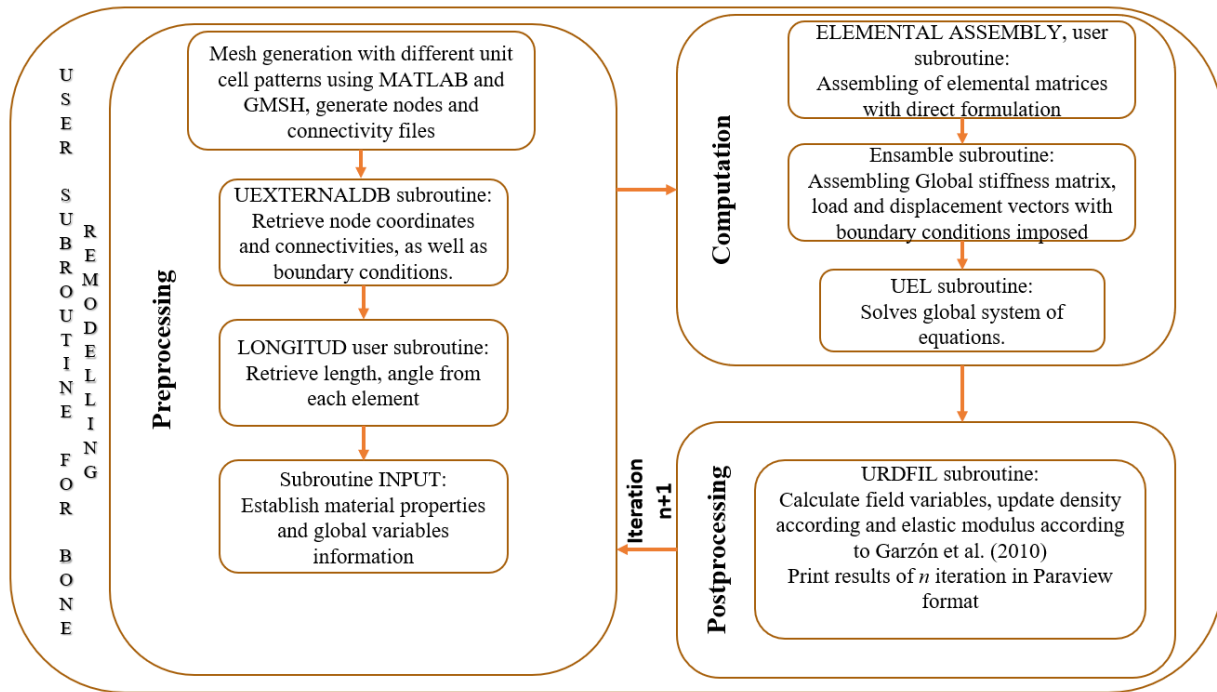 USER SUBROUTINE FOR BONE
REMODELLING
Preprocessing
Mesh generation with different unit
cell patterns using MATLAB and
GMSH, generate nodes and
connectivity files
UEXTERNALDB subroutine:
Retrieve node coordinates
and connectivities, as well as
boundary conditions.
LONGITUD user subroutine:
Retrieve length, angle from
each element
Subroutine INPUT:
Establish material properties
and global variables
information
Computation
ELEMENTAL ASSEMBLY, user
subroutine:
Assembling of elemental matrices
with direct formulation
Ensamble subroutine:
Assembling Global stiffness matrix,
load and displacement vectors with
boundary conditions imposed
UEL subroutine:
Solves global system of
equations.
Postprocessing
URDFIL subroutine:
Calculate field variables, update density
according and elastic modulus according
to Garzón et al. (2010)
Print results of n iteration in Paraview
format
Iteration
n+1